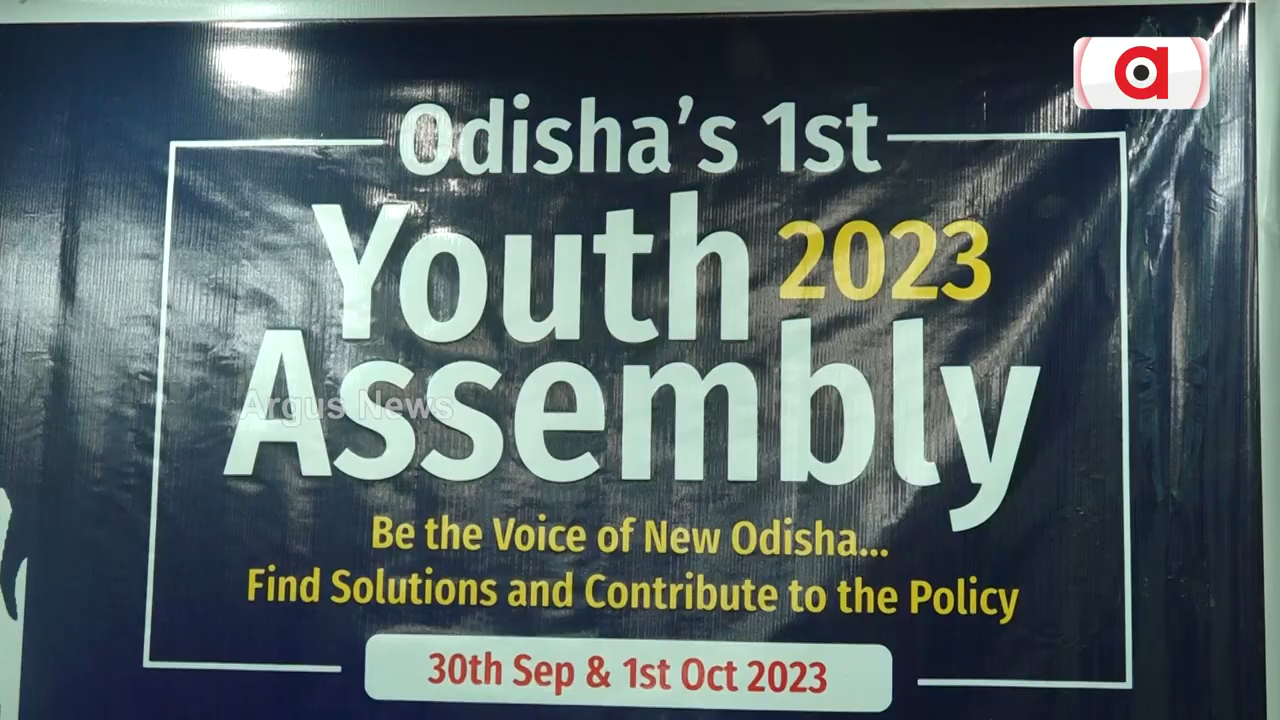 a
Odisha's 1st
Youth 2023
Assembly
Argus News
Be the Voice of New Odisha...
Find Solutions and Contribute to the Policy
30th Sep & 1st Oct 2023